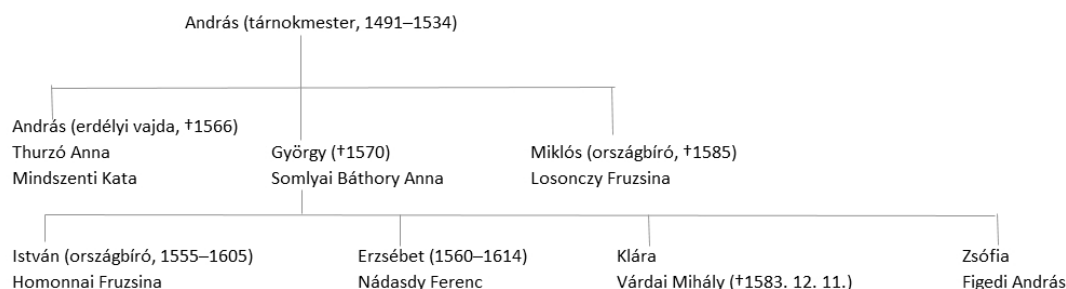 András (tárnokmester, 1491–1534)
András (erdélyi vajda, †1566)
Thurzó Anna
Mindszenti Kata
György (†1570)
Somlyai Báthory Anna
Miklós (országbíró, †1585)
Losonczy Fruzsina
István (országbíró, 1555–1605)
Homonnai Fruzsina
Erzsébet (1560–1614)
Nádasdy Ferenc
Klára
Várdai Mihály (†1583. 12. 11.)
Zsófia
Figedi András